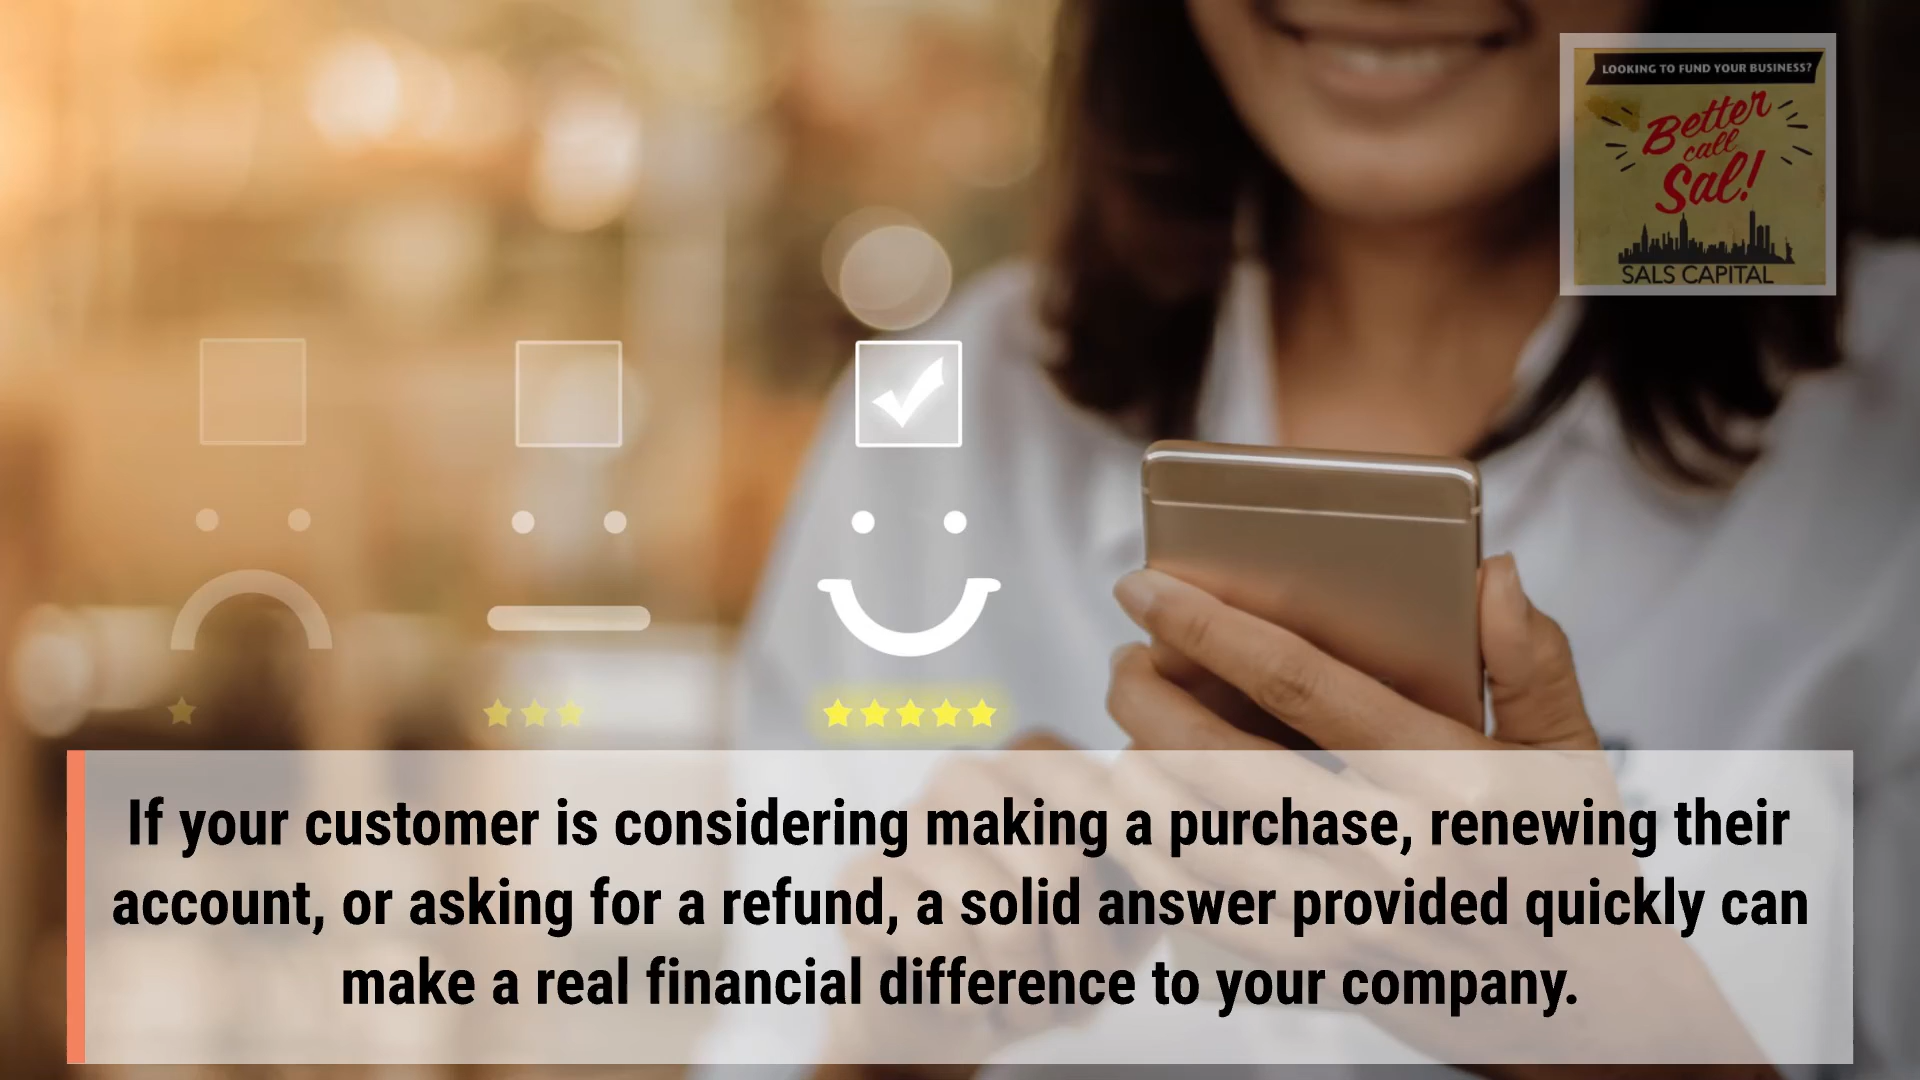 LOOKING TO FUND YOUR BUSINESS?
Better
call
Sal!
SALS CAPITAL
If your customer is considering making a purchase, renewing their
account, or asking for a refund, a solid answer provided quickly can
make a real financial difference to your company.